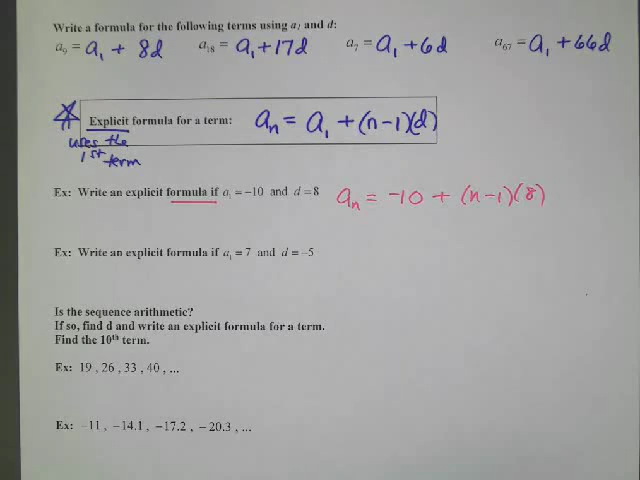 Write a formula for the following terms using a₁ and d:
a₉ = a₁ + 8d a₁₈ = a₁ + 17d a₇ = a₁ + 6d a₆₇ = a₁ + 66d
Explicit formula for a term: aₙ = a₁ + (n-1)(d)
uses the
1st term
Ex: Write an explicit formula if a₁ = -10 and d = 8 aₙ = -10 + (n-1)(8)
Ex: Write an explicit formula if a₁ = 7 and d = -5
Is the sequence arithmetic?
If so, find d and write an explicit formula for a term.
Find the 10th term.
Ex: 19 , 26 , 33 , 40 , ...
Ex: -11 , -14.1 , -17.2 , -20.3 , ...